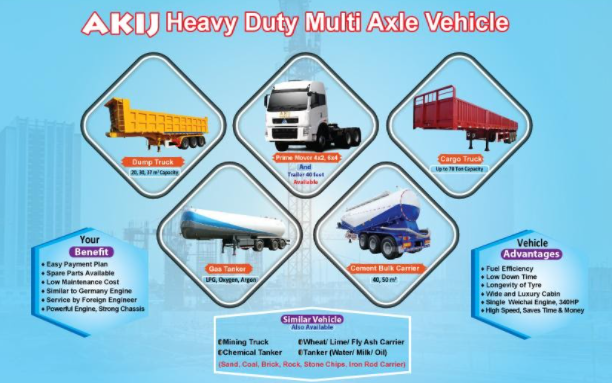 AKIJ Heavy Duty Multi Axle Vehicle
Dump Truck
20, 30, 37 m³ Capacity
Prime Mover 4x2, 6x4
And
Trailer 40 feet
Available
Cargo Truck
Up to 70 Ton Capacity
Gas Tanker
LPG, Oxygen, Argon
Cement Bulk Carrier
40, 50 m³
Your
Benefit
Easy Payment Plan
Spare Parts Available
Low Maintenance Cost
Similar to Germany Engine
Service by Foreign Engineer
Powerful Engine, Strong Chassis
Vehicle
Advantages
Fuel Efficiency
Low Down Time
Longevity of Tyre
Wide and Luxury Cabin
Single Weichai Engine, 340HP
High Speed, Saves Time & Money
Similar Vehicle
Also Available
Mining Truck
Chemical Tanker
Wheat/ Lime/ Fly Ash Carrier
Tanker (Water/ Milk/ Oil)
(Sand, Coal, Brick, Rock, Stone Chips, Iron Rod Carrier)